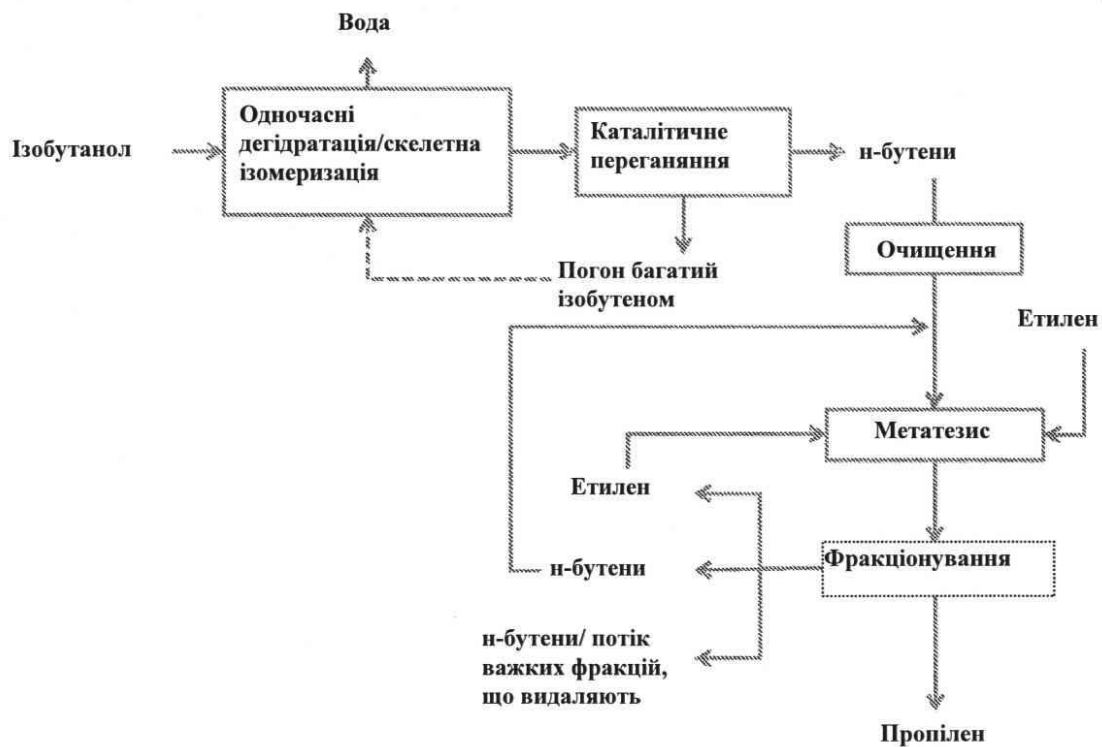 Вода
Одночасні
дегідратація/скелетна
ізомеризація
Ізобутанол
Каталітичне
переганяння
н-бутени
Очищення
Погон багатий
ізобутеном
Етилен
Метатезис
Етилен
Фракціонування
н-бутени
н-бутени/ потік
важких фракцій,
що видаляють
Пропілен